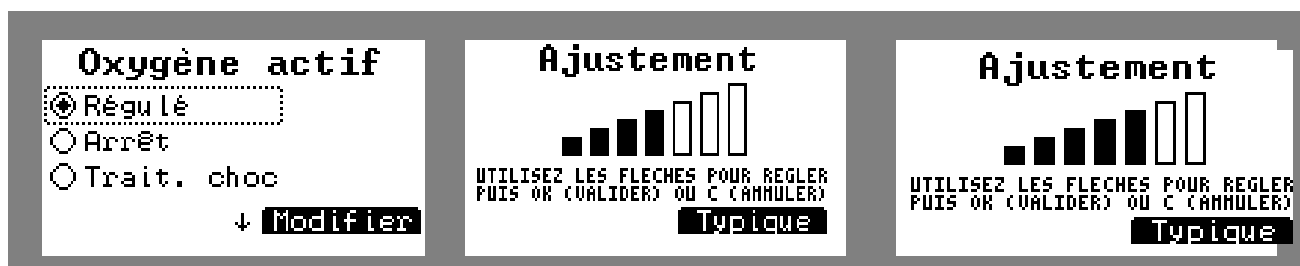 Oxygène actif
Régulé
Arrêt
Trait. choc
↓ Modifier
Ajustement
UTILISEZ LES FLECHES POUR REGLER
PUIS OK (VALIDER) OU C (ANNULER)
Typique
Ajustement
UTILISEZ LES FLECHES POUR REGLER
PUIS OK (VALIDER) OU C (ANNULER)
Typique